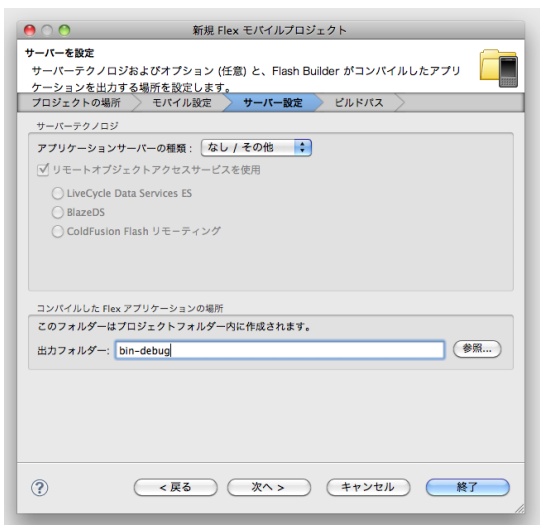 新規 Flex モバイルプロジェクト
サーバーを設定
サーバーテクノロジおよびオプション (任意) と、Flash Builder がコンパイルしたアプリ
ケーションを出力する場所を設定します。
プロジェクトの場所 モバイル設定 サーバー設定 ビルドパス
サーバーテクノロジ
アプリケーションサーバーの種類 : なし / その他
リモートオブジェクトアクセスサービスを使用
LiveCycle Data Services ES
BlazeDS
ColdFusion Flash リモーティング
コンパイルした Flex アプリケーションの場所
このフォルダーはプロジェクトフォルダー内に作成されます。
出力フォルダー: bin-debug 参照...
? < 戻る 次へ > キャンセル 終了